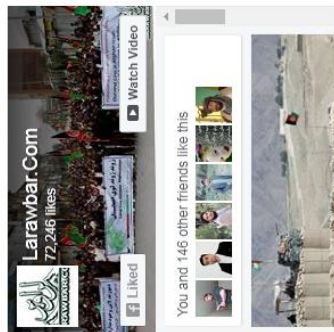 Larawbar.Com
72,246 likes
Liked
Watch Video
You and 146 other friends like this